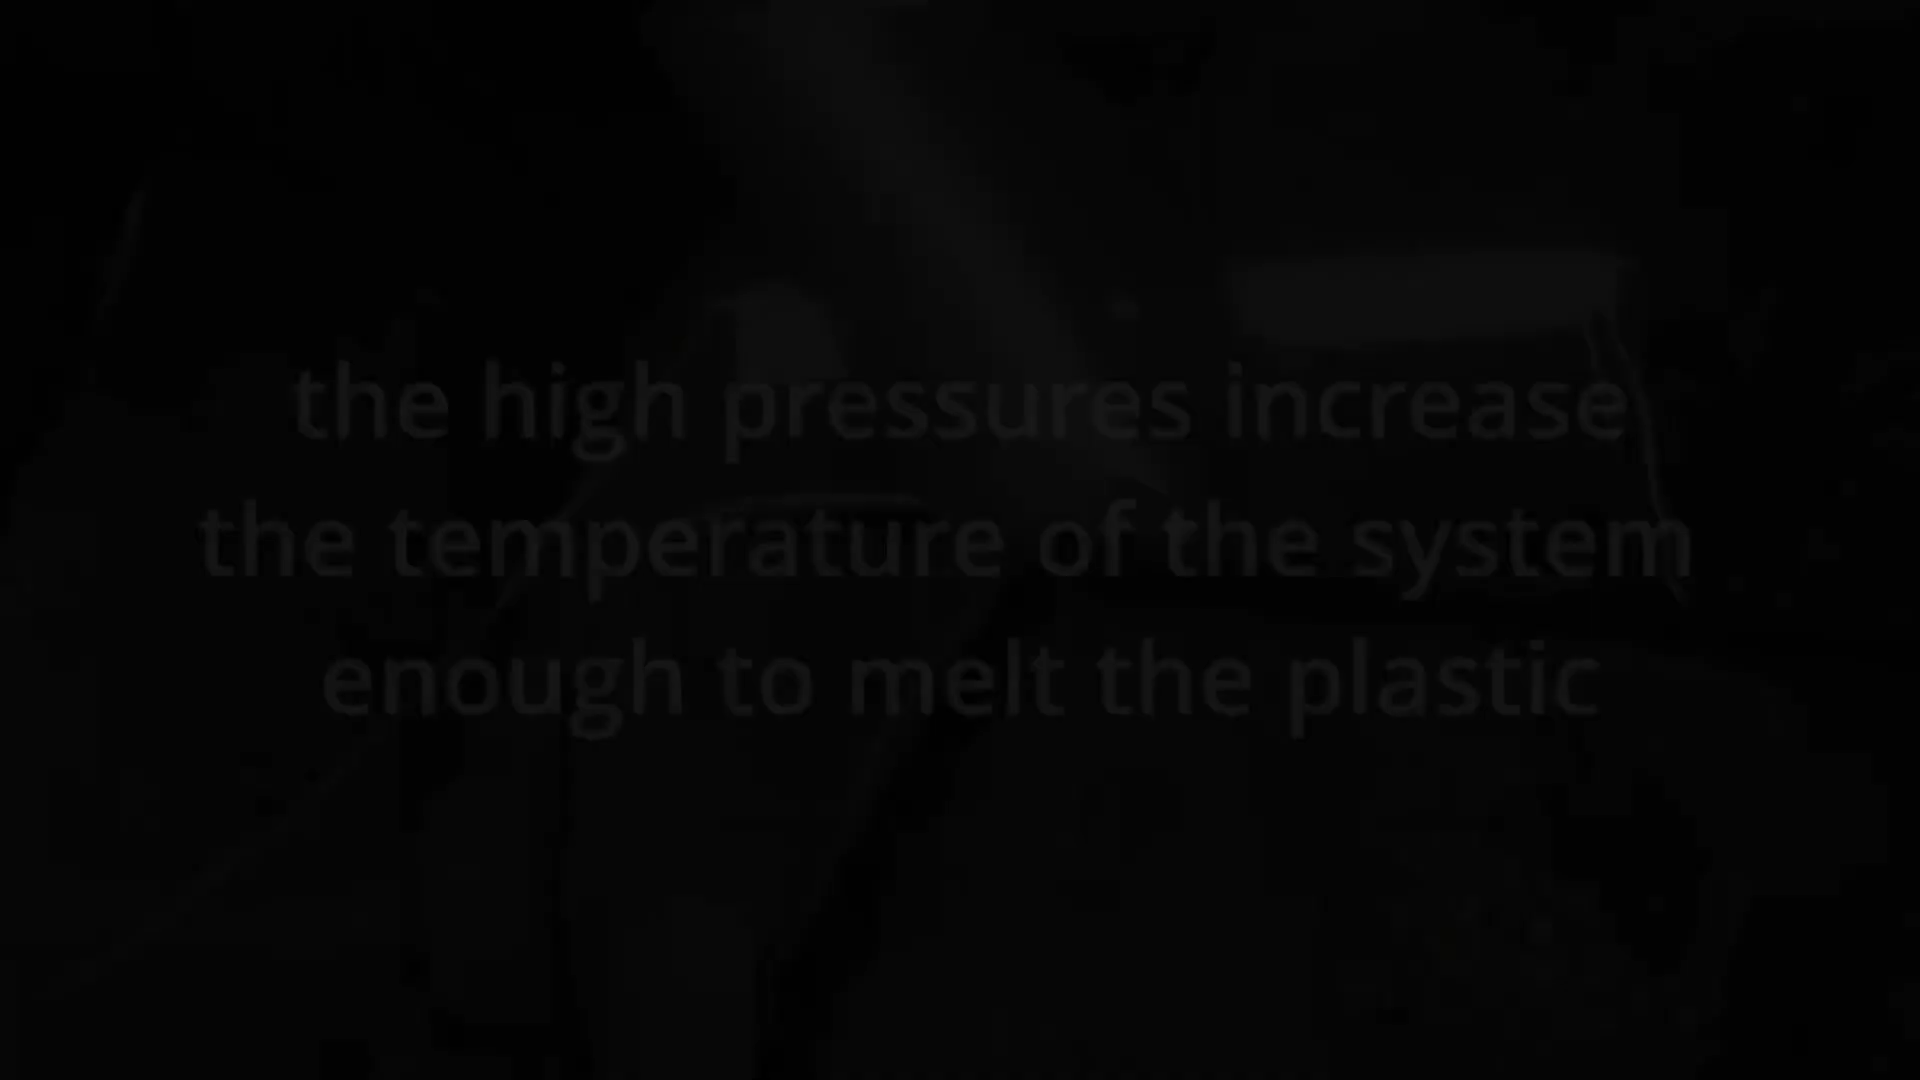 the high pressures increase
the temperature of the system
enough to melt the plastic